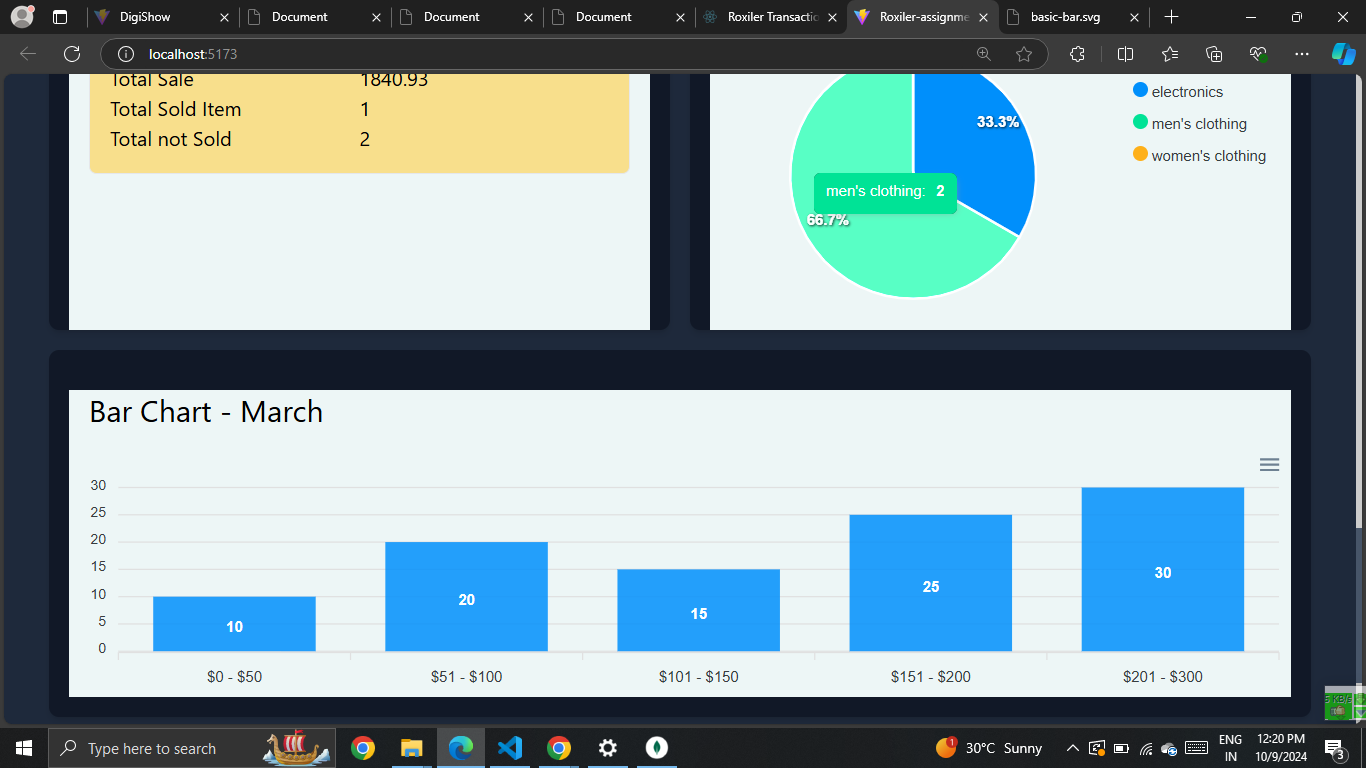 DigiShow
Document
Document
Document
Roxiler Transactic
Roxiler-assignme
basic-bar.svg
localhost:5173
Total Sale 1840.93
Total Sold Item 1
Total not Sold 2
33.3%
men's clothing: 2
66.7%
electronics
men's clothing
women's clothing
Bar Chart - March
30
25
20
15
10
5
0
10
20
15
25
30
$0 - $50
$51 - $100
$101 - $150
$151 - $200
$201 - $300
Type here to search
1
30°C Sunny
ENG
IN
12:20 PM
10/9/2024
3